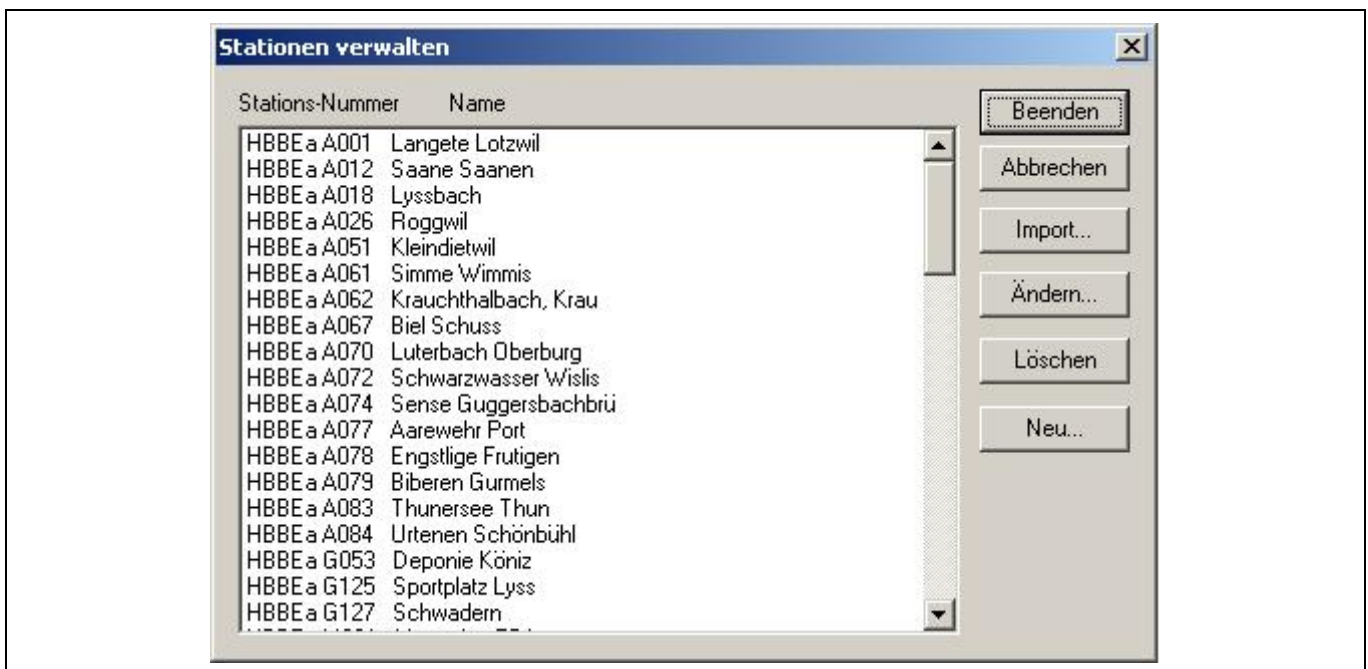 Stationen verwalten
Stations-Nummer Name
HBBEa A001 Langete Lotzwil
HBBEa A012 Saane Saanen
HBBEa A018 Lyssbach
HBBEa A026 Roggwil
HBBEa A051 Kleindietwil
HBBEa A061 Simme Wimmis
HBBEa A062 Krauchthalbach, Krau
HBBEa A067 Biel Schuss
HBBEa A070 Luterbach Oberburg
HBBEa A072 Schwarzwasser Wislis
HBBEa A074 Sense Guggersbachbrü
HBBEa A077 Aarewehr Port
HBBEa A078 Engstlige Frutigen
HBBEa A079 Biberen Gurmels
HBBEa A083 Thunersee Thun
HBBEa A084 Urtenen Schönbühl
HBBEa G053 Deponie Köniz
HBBEa G125 Sportplatz Lyss
HBBEa G127 Schwadern
Beenden
Abbrechen
Import...
Ändern...
Löschen
Neu...